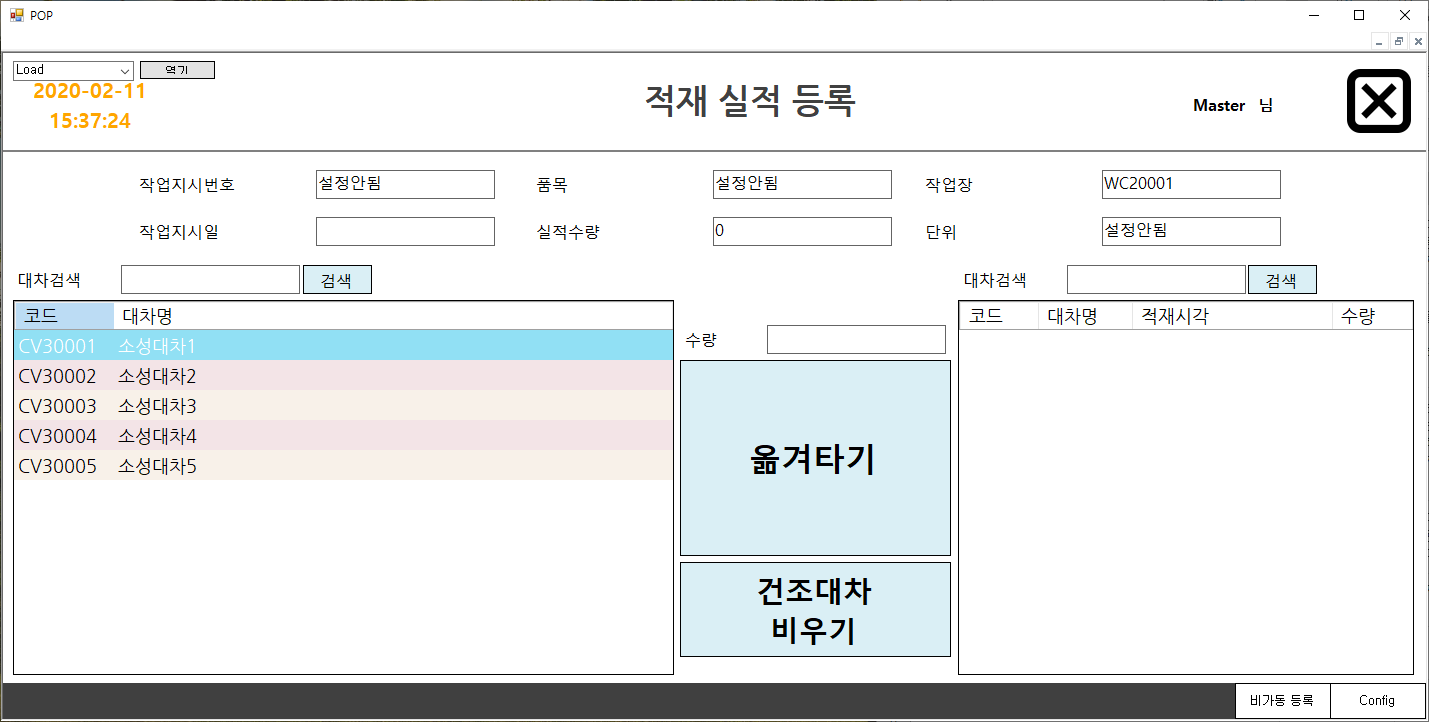 POP
Load 역기
2020-02-11
15:37:24
적재 실적 등록
Master 님
작업지시번호 설정안됨 품목 설정안됨 작업장 WC20001
작업지시일 실적수량 0 단위 설정안됨
대차검색 검색 대차검색 검색
코드 대차명
CV30001 소성대차1
CV30002 소성대차2
CV30003 소성대차3
CV30004 소성대차4
CV30005 소성대차5
수량
옮겨타기
건조대차
비우기
코드 대차명 적재시각 수량
비가동 등록 Config